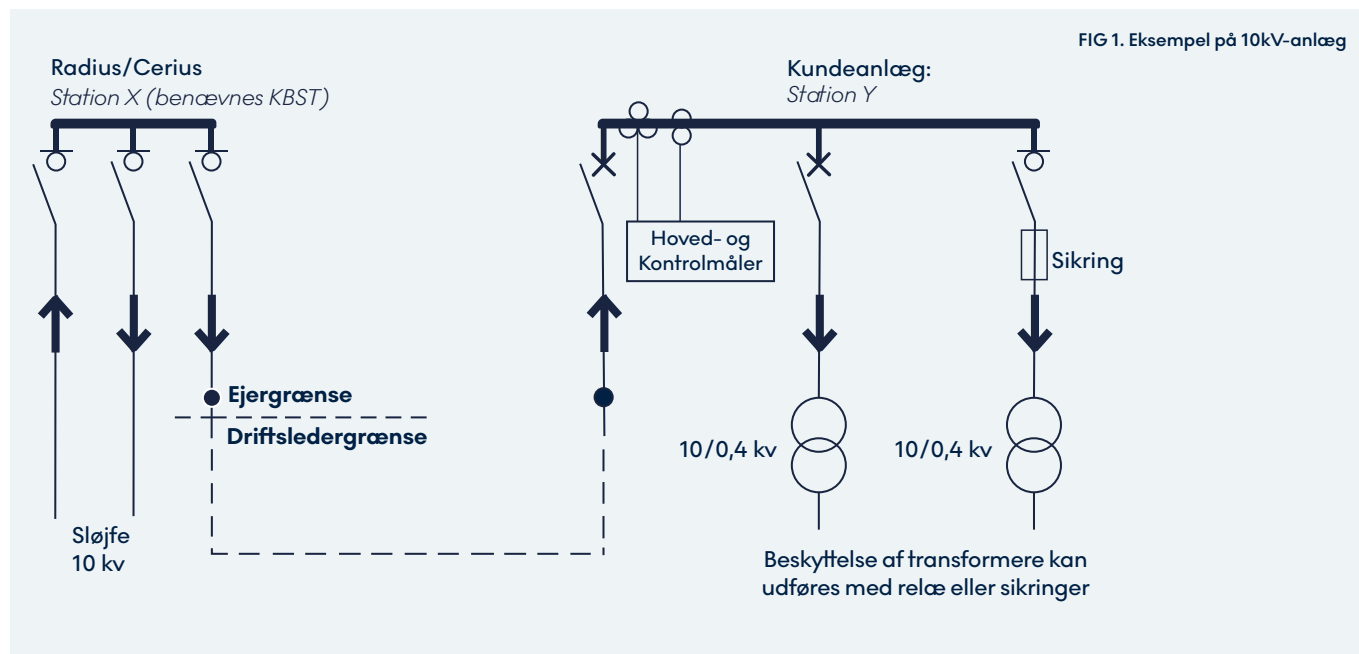 FIG 1. Eksempel på 10kV-anlæg
Radius/Cerius
Station X (benævnes KBST)
Kundeanlæg:
Station Y
Hoved- og
Kontrolmåler
Sikring
Ejergrænse
Driftsledergrænse
10/0,4 kv
10/0,4 kv
Sløjfe
10 kv
Beskyttelse af transformere kan
udføres med relæ eller sikringer